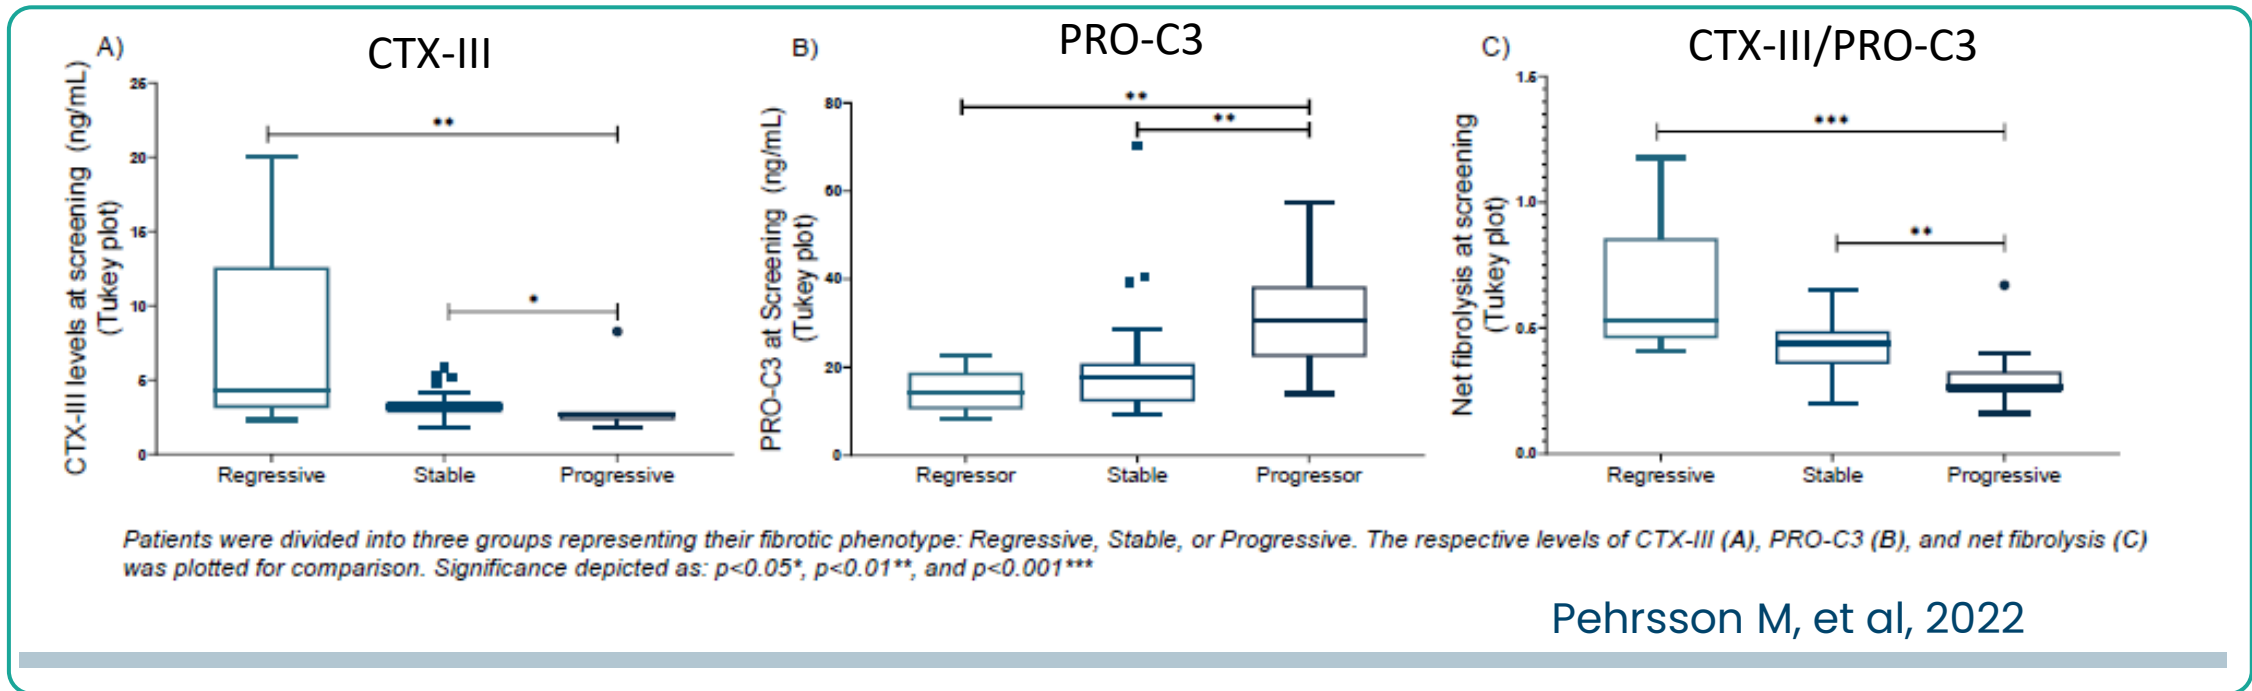 A)
CTX-III
CTX-III levels at screening (ng/mL)
(Tukey plot)
25
20
15
10
5
0
**
*
Regressive
Stable
Progressive
B)
PRO-C3
PRO-C3 at Screening (ng/mL)
(Tukey plot)
80
60
40
20
0
**
**
Regressor
Stable
Progressor
C)
CTX-III/PRO-C3
Net fibrolysis at screening
(Tukey plot)
1.5
1.0
0.5
0.0
***
**
Regressive
Stable
Progressive
Patients were divided into three groups representing their fibrotic phenotype: Regressive, Stable, or Progressive. The respective levels of CTX-III (A), PRO-C3 (B), and net fibrolysis (C)
was plotted for comparison. Significance depicted as: p<0.05*, p<0.01**, and p<0.001***
Pehrsson M, et al, 2022